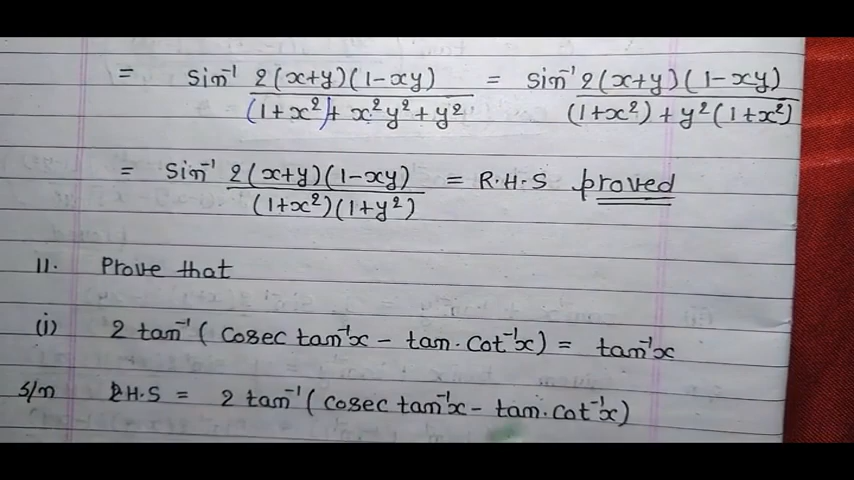 = Sin⁻¹ 2(x+y)(1-xy) / (1+x²)+x²y²+y² = Sin⁻¹ 2(x+y)(1-xy) / (1+x²)+y²(1+x²)
= Sin⁻¹ 2(x+y)(1-xy) / (1+x²)(1+y²) = R.H.S proved
11. Prove that
(i) 2 tan⁻¹(cosec tan⁻¹x - tan.cot⁻¹x) = tan⁻¹x
S/n H.S = 2 tan⁻¹(cosec tan⁻¹x - tan.cot⁻¹x)